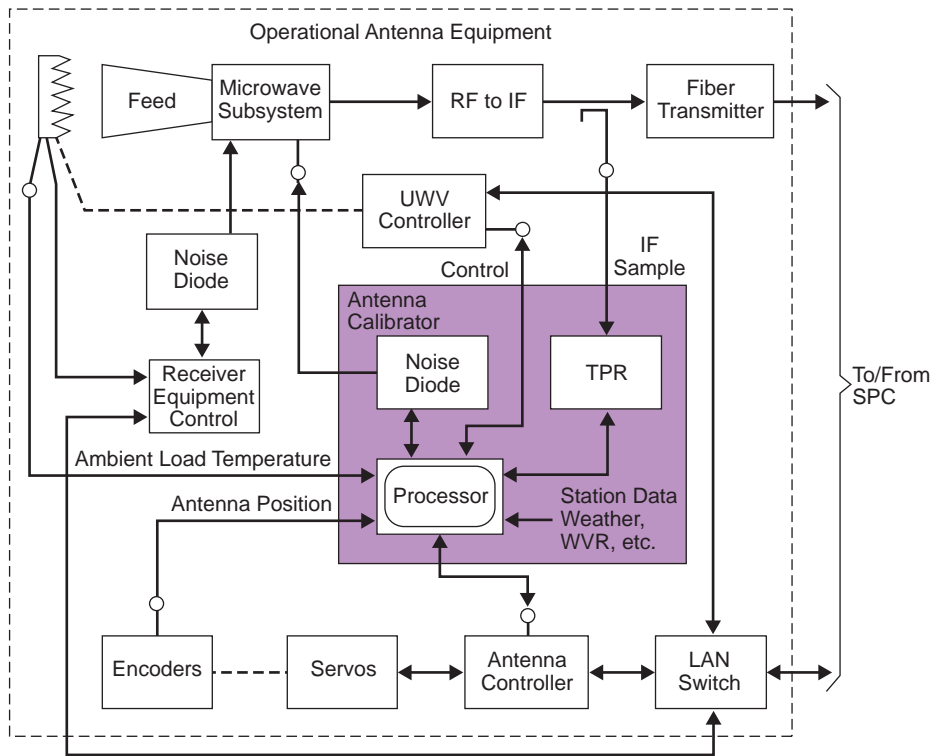 Operational Antenna Equipment
Feed
Microwave
Subsystem
RF to IF
Fiber
Transmitter
UWV
Controller
Noise
Diode
Control
IF
Sample
Antenna
Calibrator
Noise
Diode
TPR
Receiver
Equipment
Control
To/From
SPC
Ambient Load Temperature
Processor
Antenna Position
Station Data
Weather,
WVR, etc.
Encoders
Servos
Antenna
Controller
LAN
Switch